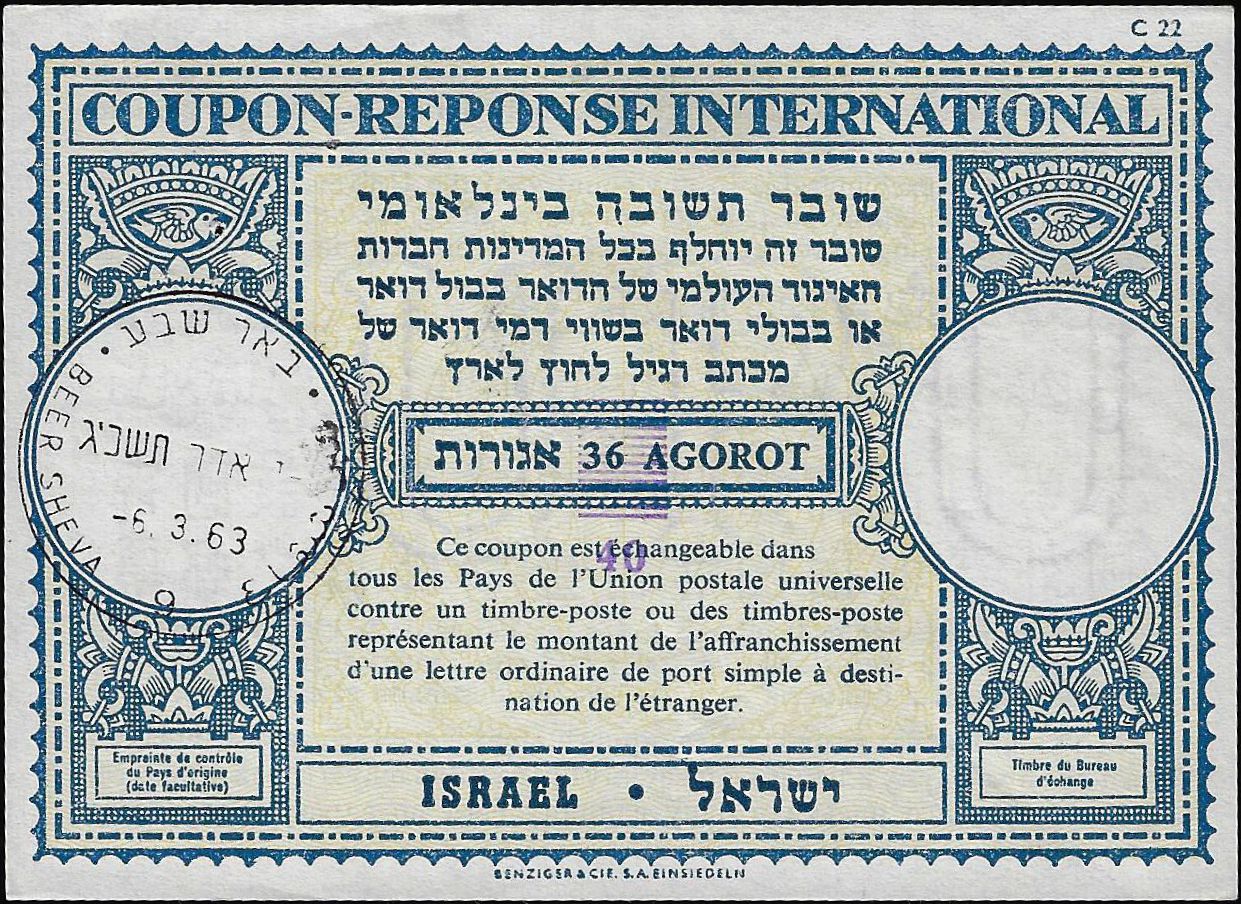 C 22
COUPON-REPONSE INTERNATIONAL
שובר תשובה בינלאומי
שובר זה יוחלף בכל המדינות חברות
האיגוד העולמי של הדואר בבול דואר
או בבולי דואר בשווי דמי דואר של
מכתב רגיל לחוץ לארץ
אגורות 36 AGOROT
40
Ce coupon est échangeable dans
tous les Pays de l'Union postale universelle
contre un timbre-poste ou des timbres-poste
représentant le montant de l'affranchissement
d'une lettre ordinaire de port simple à desti-
nation de l'étranger.
באר שבע
BEER SHEVA
י אדר תשכ"ג
-6.3.63
Empreinte de contrôle
du Pays d'origine
(date facultative)
ISRAEL • ישראל
Timbre du Bureau
d'échange
BENZIGER & CIE. S.A. EINSIEDELN